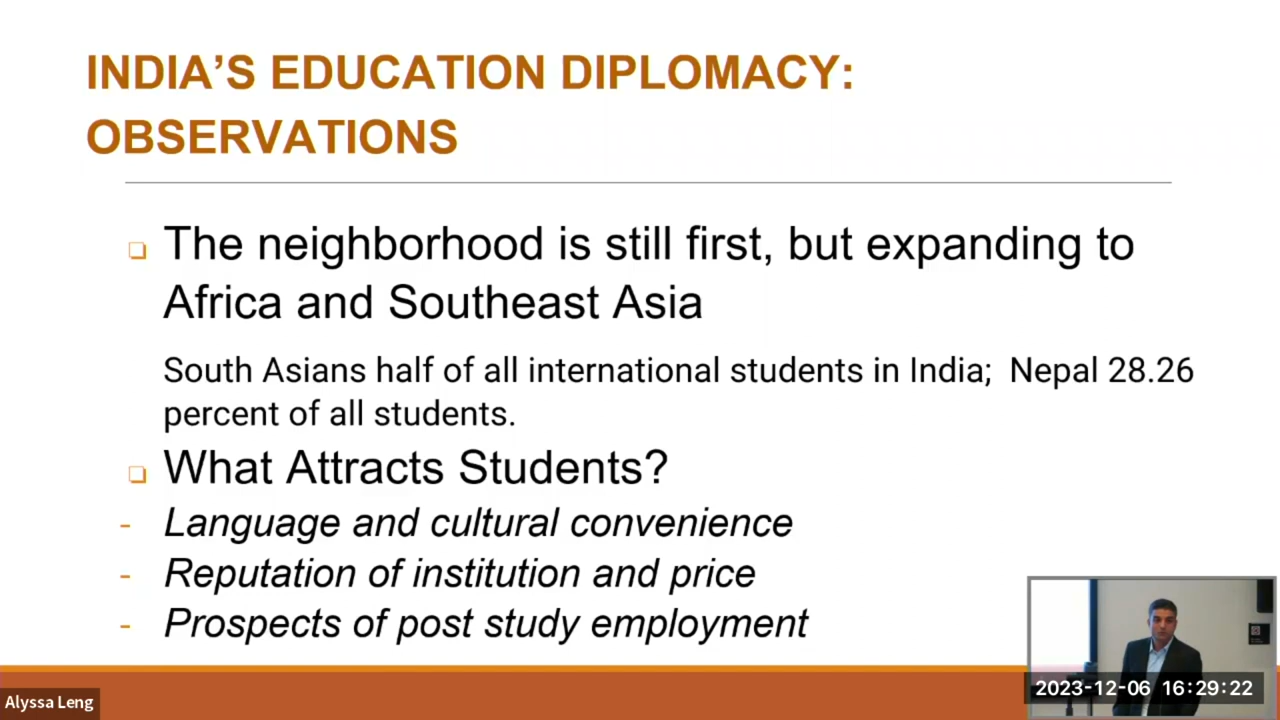 INDIA’S EDUCATION DIPLOMACY:
OBSERVATIONS
The neighborhood is still first, but expanding to
Africa and Southeast Asia
South Asians half of all international students in India;  Nepal 28.26
percent of all students.
What Attracts Students?
- Language and cultural convenience
- Reputation of institution and price
- Prospects of post study employment
Alyssa Leng
2023-12-06 16:29:22